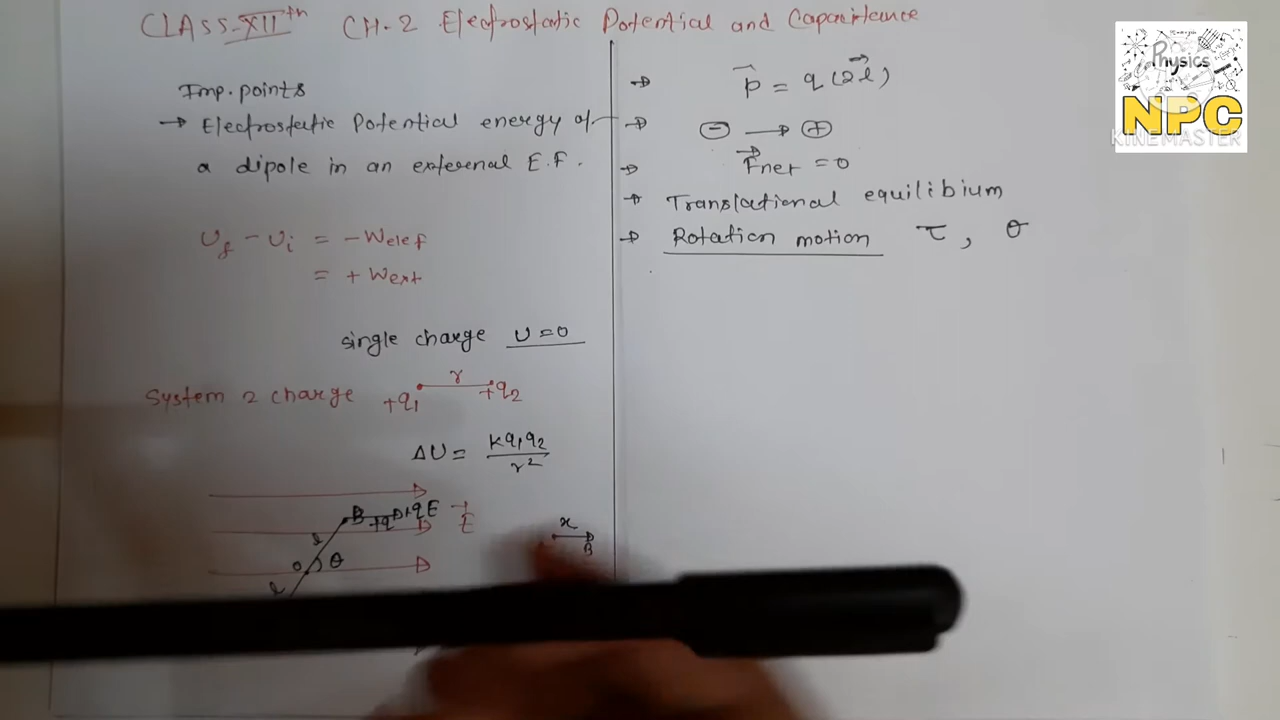 CLASS-XIIth CH-2 Electrostatic Potential and Capacitance
Imp. points
→ Electrostatic Potential energy of
a dipole in an external E.F.
Uf - Ui = -Welef
= + Wext
single charge U=0
System 2 charge +q1 r +q2
ΔU = kq1q2/r²
B +q +qE E
l
O θ
l
x
B
→ p = q(2l)
→ - → +
→ Fnet = 0
→ Translational equilibium
→ Rotation motion τ, θ
Physics
NPC
KINEMASTER